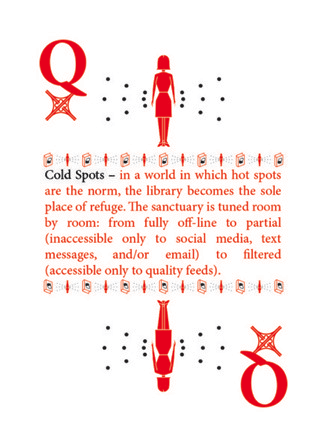 Q
Cold Spots – in a world in which hot spots
are the norm, the library becomes the sole
place of refuge. The sanctuary is tuned room
by room: from fully off-line to partial
(inaccessible only to social media, text
messages, and/or email) to filtered
(accessible only to quality feeds).
Q